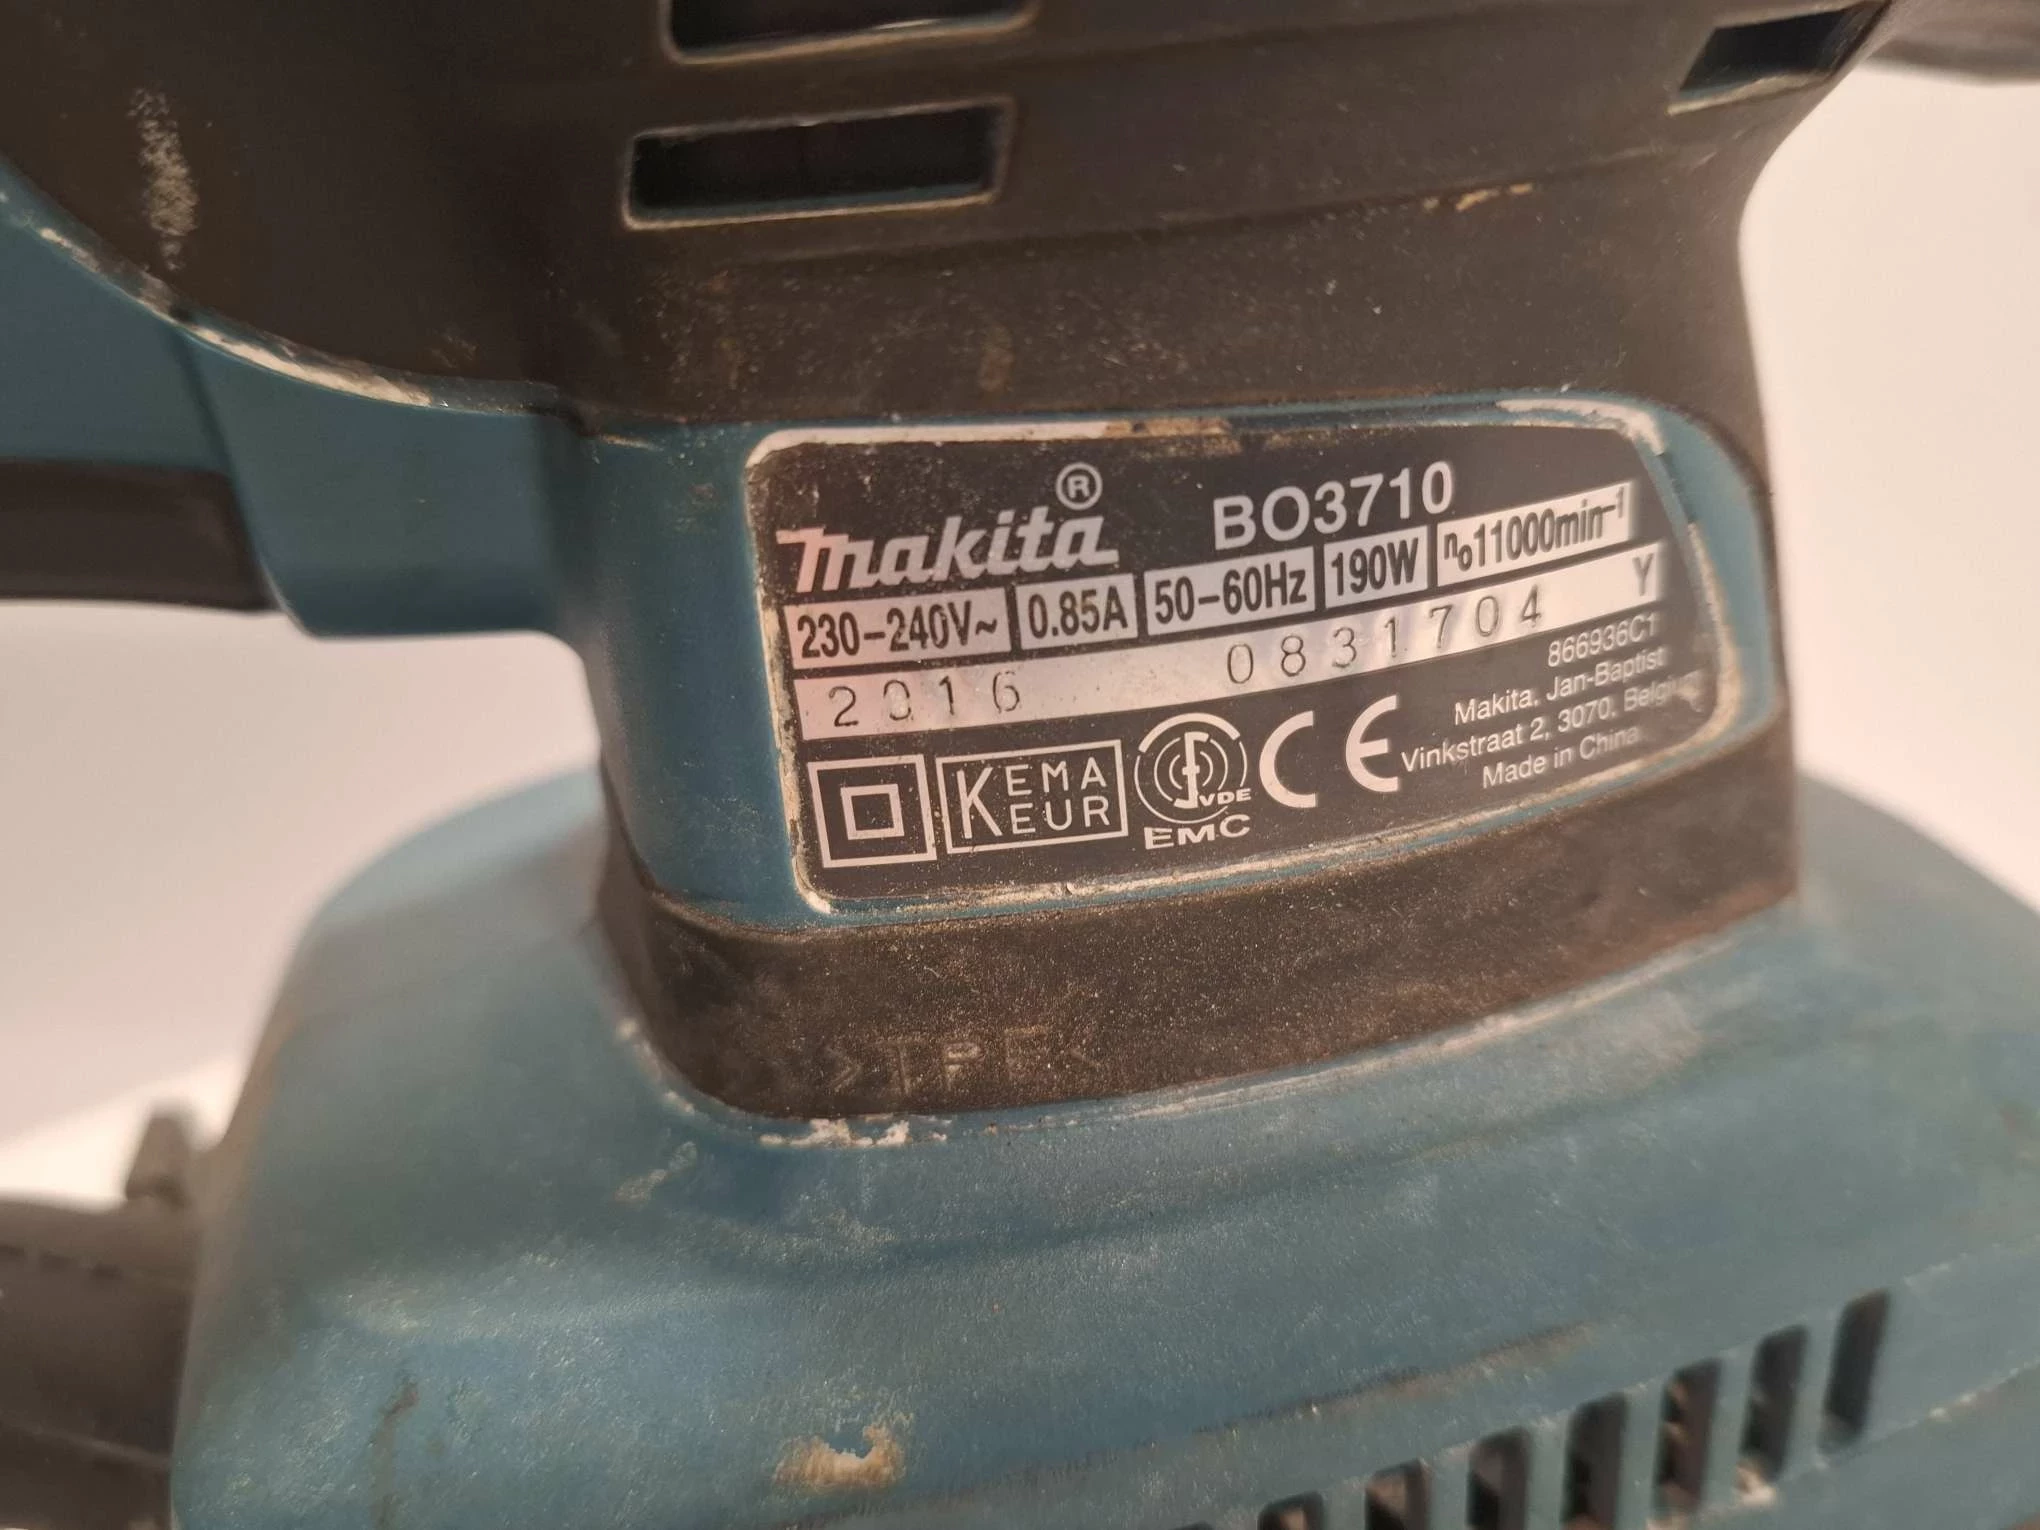 makita® BO3710
230-240V~ 0.85A 50-60Hz 190W n₀11000min⁻¹
2016 0831704 Y
866936C1
Makita, Jan-Baptist
Vinkstraat 2, 3070, Belgium
Made in China
KEMA
KEUR
VDE
EMC
CE
>TPE<